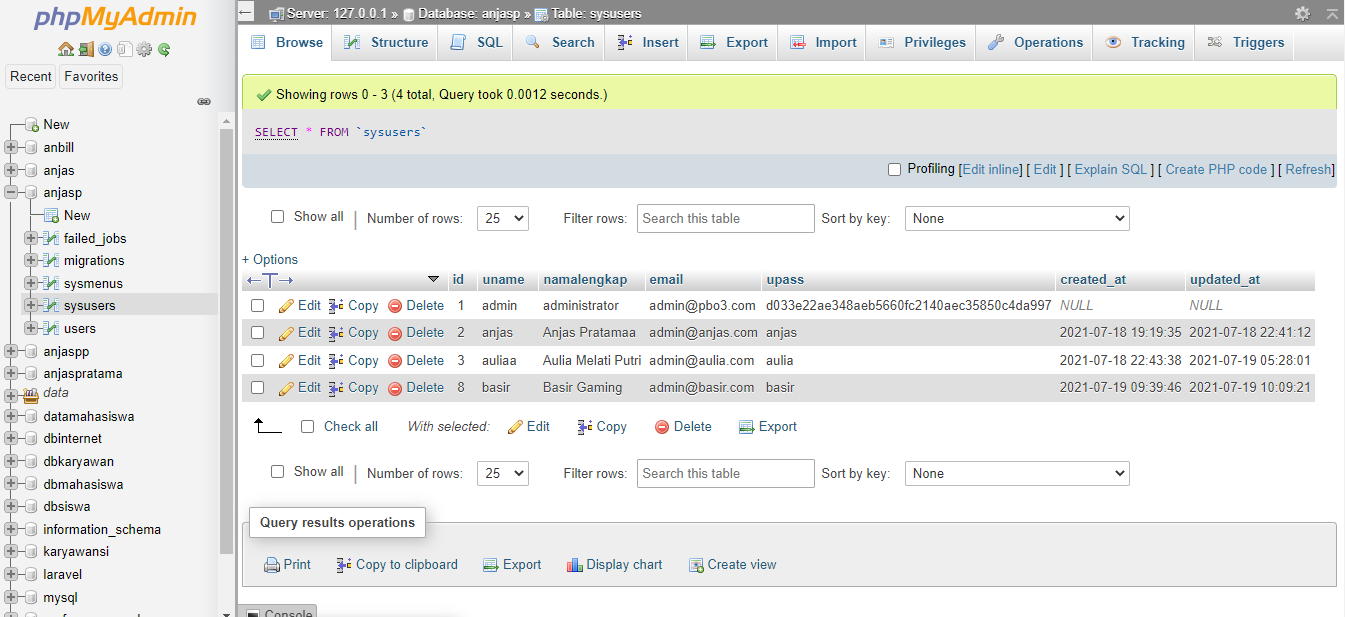 phpMyAdmin
Recent Favorites
New
anbill
anjas
anjasp
New
failed_jobs
migrations
sysmenus
sysusers
users
anjaspp
anjaspratama
data
datamahasiswa
dbinternet
dbkaryawan
dbmahasiswa
dbsiswa
information_schema
karyawansi
laravel
mysql
Server: 127.0.0.1 » Database: anjasp » Table: sysusers
Browse Structure SQL Search Insert Export Import Privileges Operations Tracking Triggers
Showing rows 0 - 3 (4 total, Query took 0.0012 seconds.)
SELECT * FROM `sysusers`
Profiling [Edit inline] [ Edit ] [ Explain SQL ] [ Create PHP code ] [ Refresh]
Show all | Number of rows: 25 Filter rows: Search this table Sort by key: None
+ Options
←T→ id uname namalengkap email upass created_at updated_at
Edit Copy Delete 1 admin administrator admin@pbo3.com d033e22ae348aeb5660fc2140aec35850c4da997 NULL NULL
Edit Copy Delete 2 anjas Anjas Pratamaa admin@anjas.com anjas 2021-07-18 19:19:35 2021-07-18 22:41:12
Edit Copy Delete 3 auliaa Aulia Melati Putri admin@aulia.com aulia 2021-07-18 22:43:38 2021-07-19 05:28:01
Edit Copy Delete 8 basir Basir Gaming admin@basir.com basir 2021-07-19 09:39:46 2021-07-19 10:09:21
Check all With selected: Edit Copy Delete Export
Show all | Number of rows: 25 Filter rows: Search this table Sort by key: None
Query results operations
Print Copy to clipboard Export Display chart Create view
Console